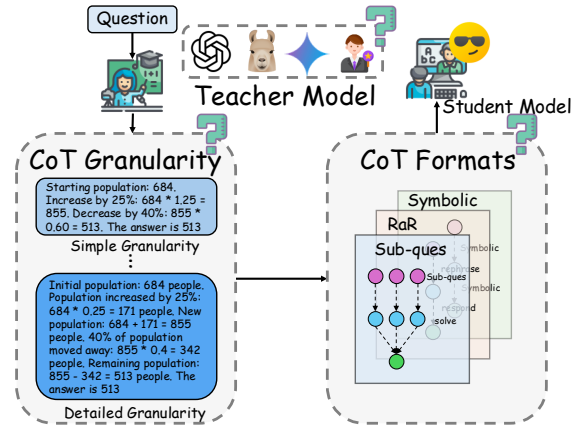 Question
Teacher Model
Student Model
CoT Granularity
Starting population: 684.
Increase by 25%: 684 * 1.25 =
855. Decrease by 40%: 855 *
0.60 = 513. The answer is 513
Simple Granularity
Initial population: 684 people.
Population increased by 25%:
684 * 0.25 = 171 people. New
population: 684 + 171 = 855
people. 40% of population
moved away: 855 * 0.4 = 342
people. Remaining population:
855 - 342 = 513 people. The
answer is 513
Detailed Granularity
CoT Formats
Symbolic
RaR
Sub-ques
Symbolic
rephrase
Sub-ques
Symbolic
respond
solve